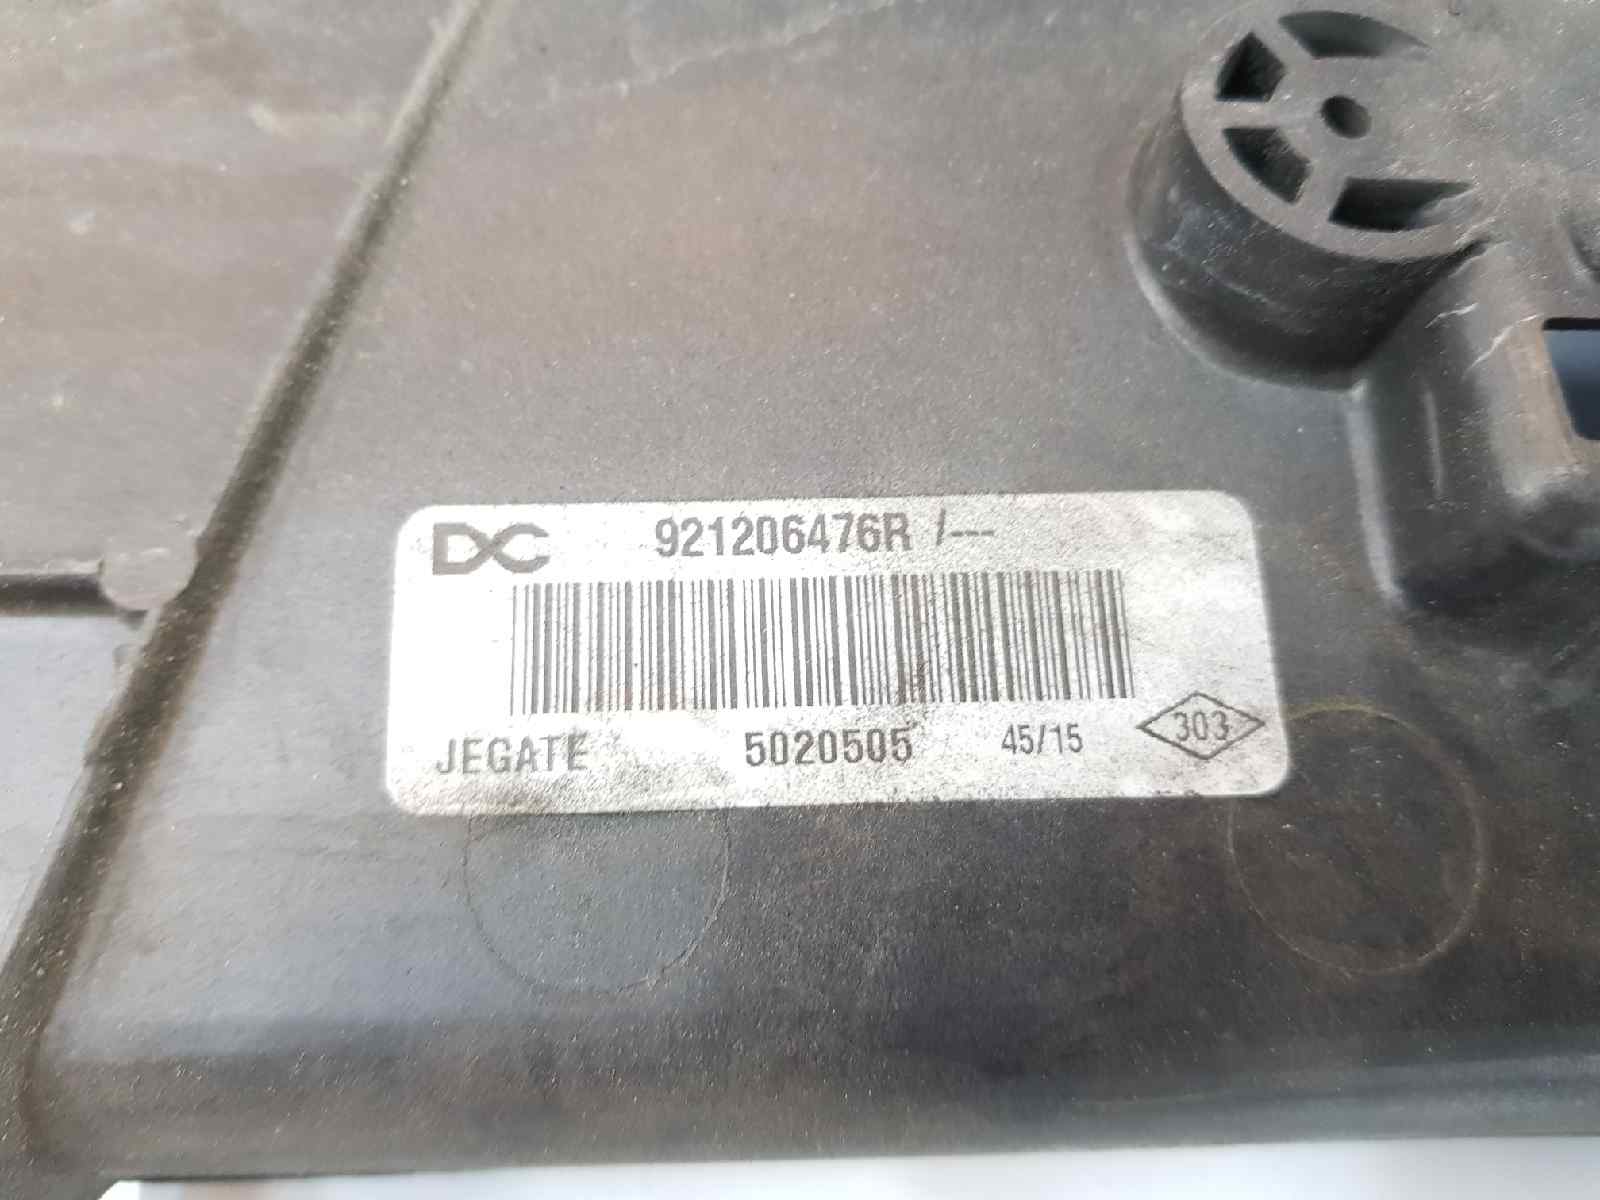 DC 921206476R /---
JEGATE 5020505 45/15 303